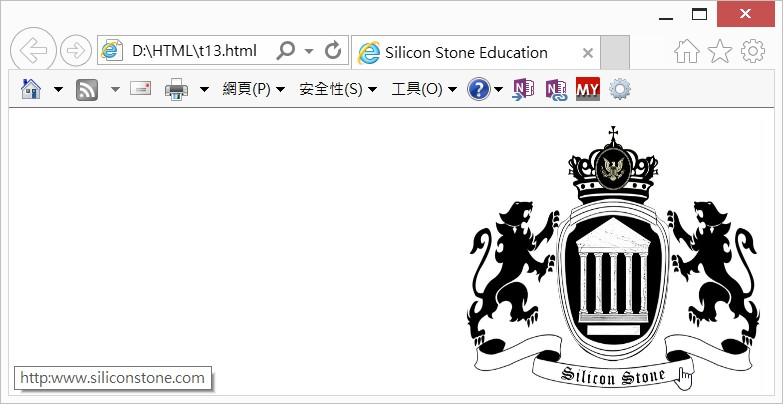 D:\HTML\t13.html
Silicon Stone Education
網頁(P) 安全性(S) 工具(O) ? N N MY
Silicon Stone
http:www.siliconstone.com